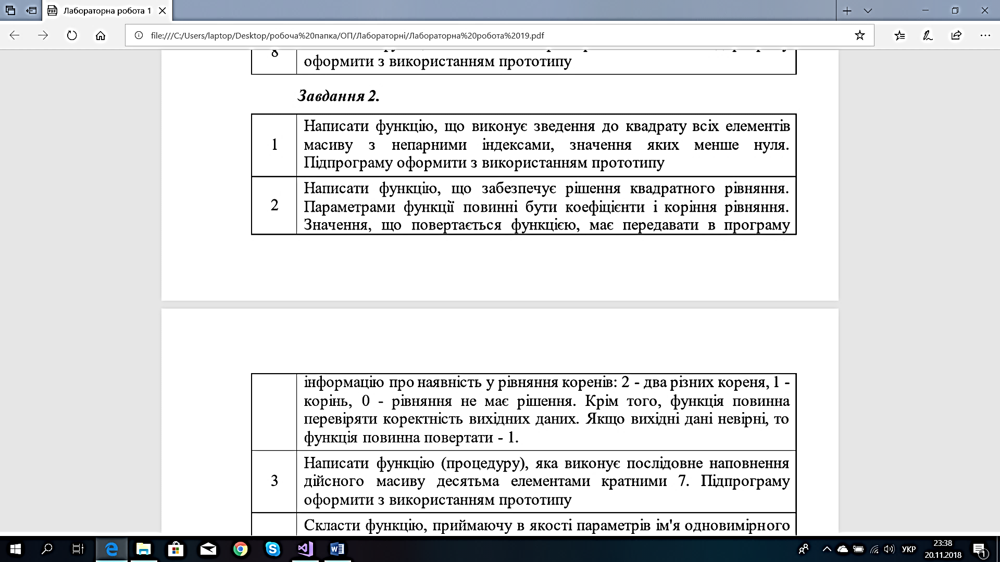 Лабораторна робота 1
file:///C:/Users/laptop/Desktop/робоча%20папка/ОП/Лабораторні/Лабораторна%20робота%2019.pdf
8
оформити з використанням прототипу
Завдання 2.
1
Написати функцію, що виконує зведення до квадрату всіх елементів
масиву з непарними індексами, значення яких менше нуля.
Підпрограму оформити з використанням прототипу
2
Написати функцію, що забезпечує рішення квадратного рівняння.
Параметрами функції повинні бути коефіцієнти і коріння рівняння.
Значення, що повертається функцією, має передавати в програму
інформацію про наявність у рівняння коренів: 2 - два різних кореня, 1 -
корінь, 0 - рівняння не має рішення. Крім того, функція повинна
перевіряти коректність вихідних даних. Якщо вихідні дані невірні, то
функція повинна повертати - 1.
3
Написати функцію (процедуру), яка виконує послідовне наповнення
дійсного масиву десятьма елементами кратними 7. Підпрограму
оформити з використанням прототипу
Скласти функцію, приймаючу в якості параметрів ім'я одновимірного
УКР
23:38
20.11.2018
1